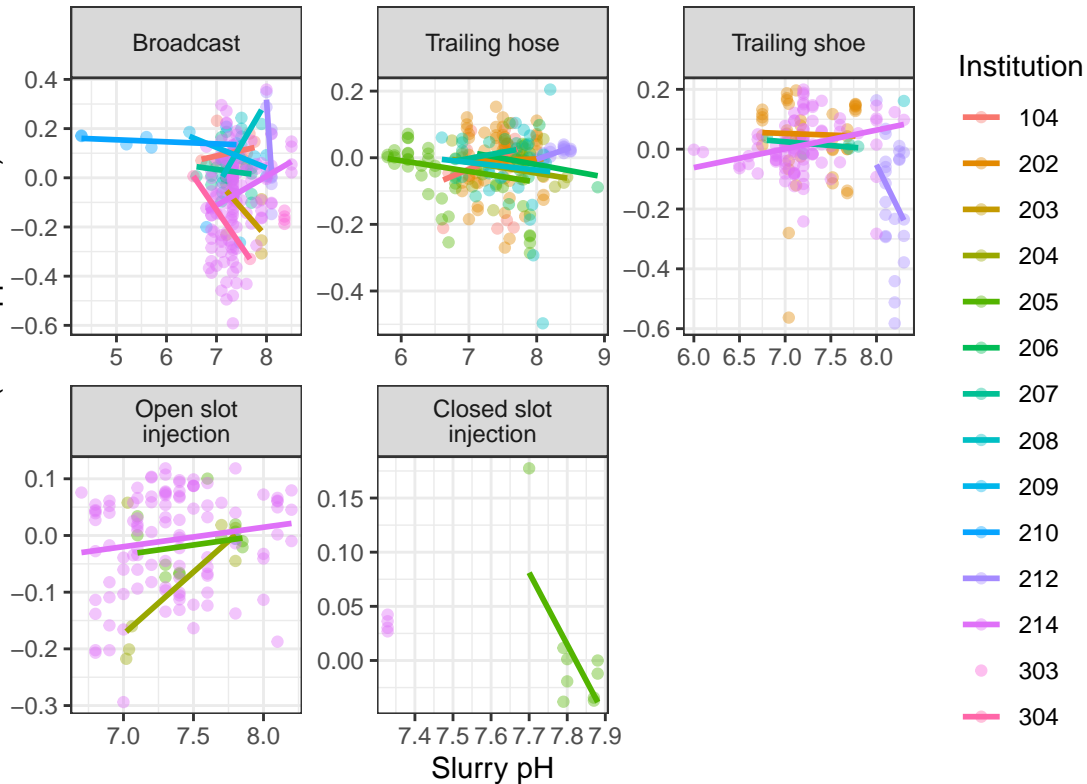 Broadcast
Trailing hose
Trailing shoe
0.4
0.2
0.0
−0.2
−0.4
−0.6
5 6 7 8
0.2
0.0
−0.2
−0.4
6 7 8 9
0.2
0.0
−0.2
−0.4
−0.6
6.0 6.5 7.0 7.5 8.0
Open slot
injection
Closed slot
injection
0.1
0.0
−0.1
−0.2
−0.3
7.0 7.5 8.0
0.15
0.10
0.05
0.00
7.4 7.5 7.6 7.7 7.8 7.9
Slurry pH
Institution
104
202
203
204
205
206
207
208
209
210
212
214
303
304